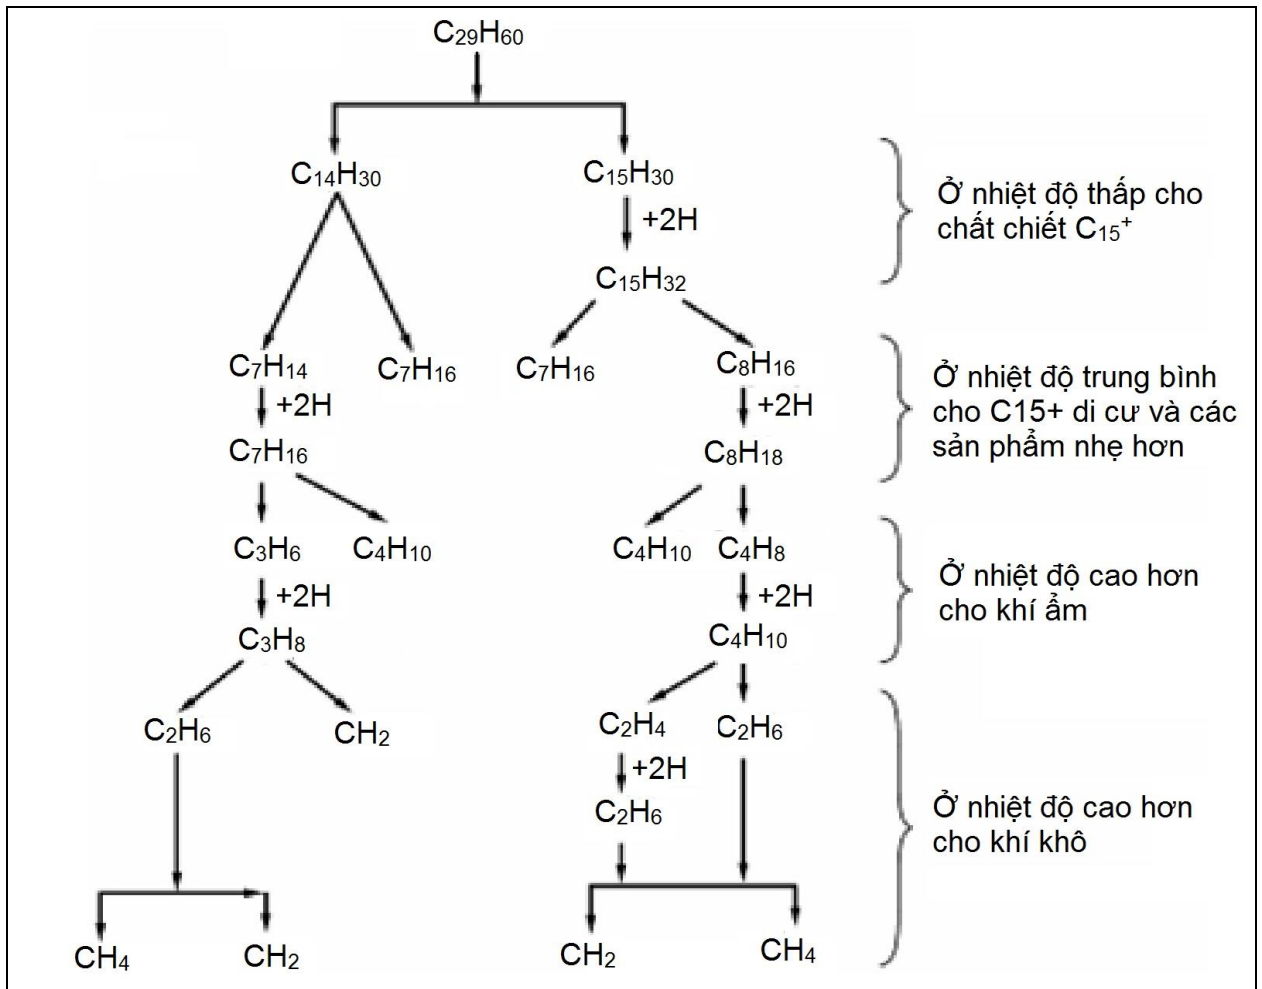 C₂₉H₆₀
C₁₄H₃₀
C₁₅H₃₀
+2H
C₁₅H₃₂
Ở nhiệt độ thấp cho
chất chiết C₁₅⁺
C₇H₁₄
C₇H₁₆
C₇H₁₆
C₈H₁₆
+2H
+2H
C₇H₁₆
C₈H₁₈
Ở nhiệt độ trung bình
cho C15+ di cư và các
sản phẩm nhẹ hơn
C₃H₆
C₄H₁₀
C₄H₁₀
C₄H₈
+2H
+2H
C₃H₈
C₄H₁₀
Ở nhiệt độ cao hơn
cho khí ẩm
C₂H₆
CH₂
C₂H₄
C₂H₆
+2H
C₂H₆
Ở nhiệt độ cao hơn
cho khí khô
CH₄
CH₂
CH₂
CH₄